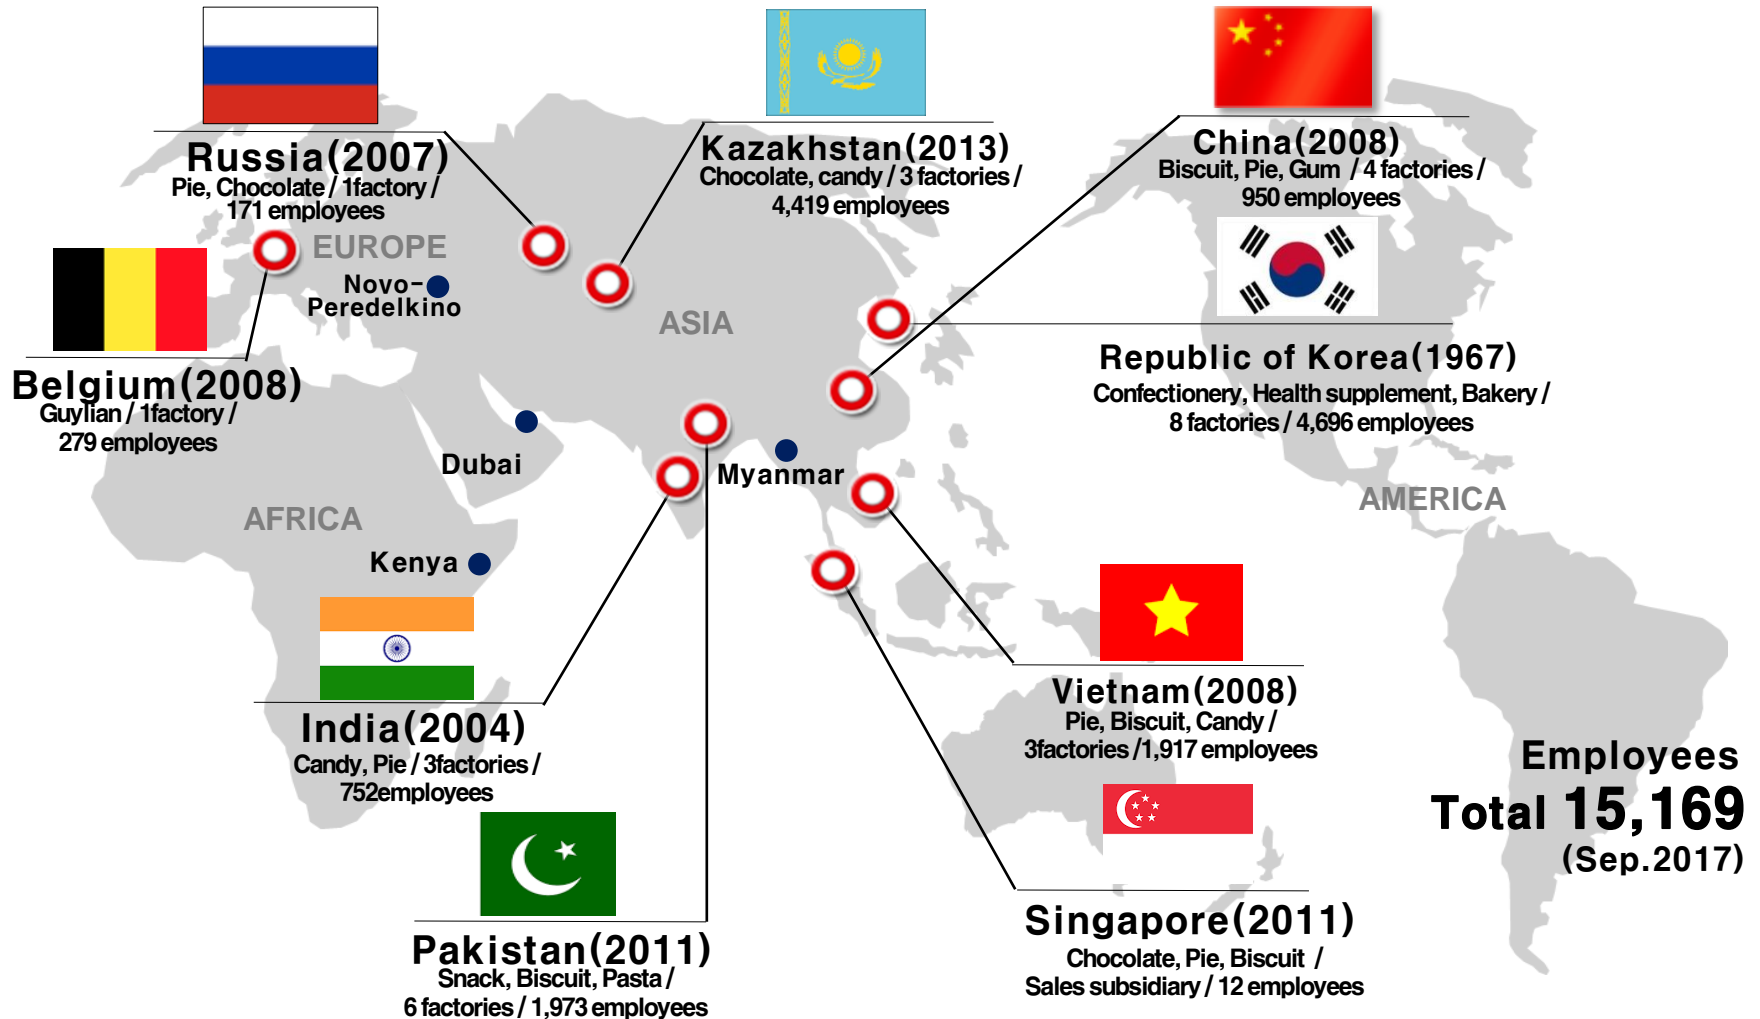 Russia(2007)
Pie, Chocolate / 1factory /
171 employees
Kazakhstan(2013)
Chocolate, candy / 3 factories /
4,419 employees
China(2008)
Biscuit, Pie, Gum / 4 factories /
950 employees
EUROPE
Novo-
Peredelkino
ASIA
Republic of Korea(1967)
Confectionery, Health supplement, Bakery /
8 factories / 4,696 employees
Belgium(2008)
Guylian / 1factory /
279 employees
Dubai
Myanmar
AMERICA
AFRICA
Kenya
India(2004)
Candy, Pie / 3factories /
752employees
Vietnam(2008)
Pie, Biscuit, Candy /
3factories /1,917 employees
Employees
Total 15,169
(Sep.2017)
Pakistan(2011)
Snack, Biscuit, Pasta /
6 factories / 1,973 employees
Singapore(2011)
Chocolate, Pie, Biscuit /
Sales subsidiary / 12 employees